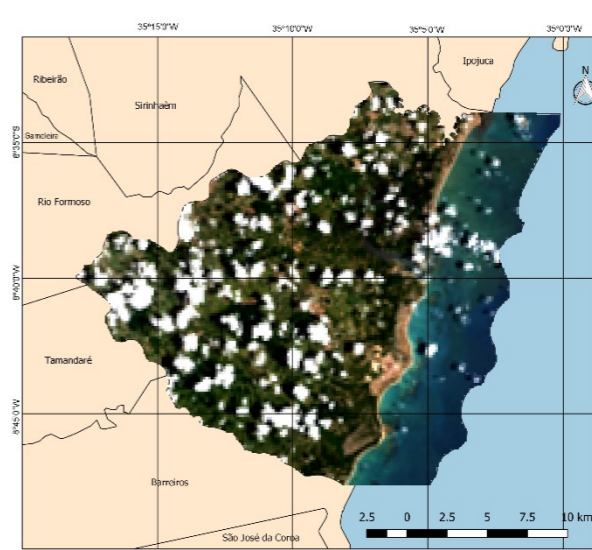 35°15'0"W 35°10'0"W 35°5'0"W 35°0'0"W
Ipojuca
N
Ribeirão
Sirinhaém
Gameleira
8°35'0"S
Rio Formoso
8°40'0"W
Tamandaré
8°45'0"W
Barreiros
2.5 0 2.5 5 7.5 10 km
São José da Coroa